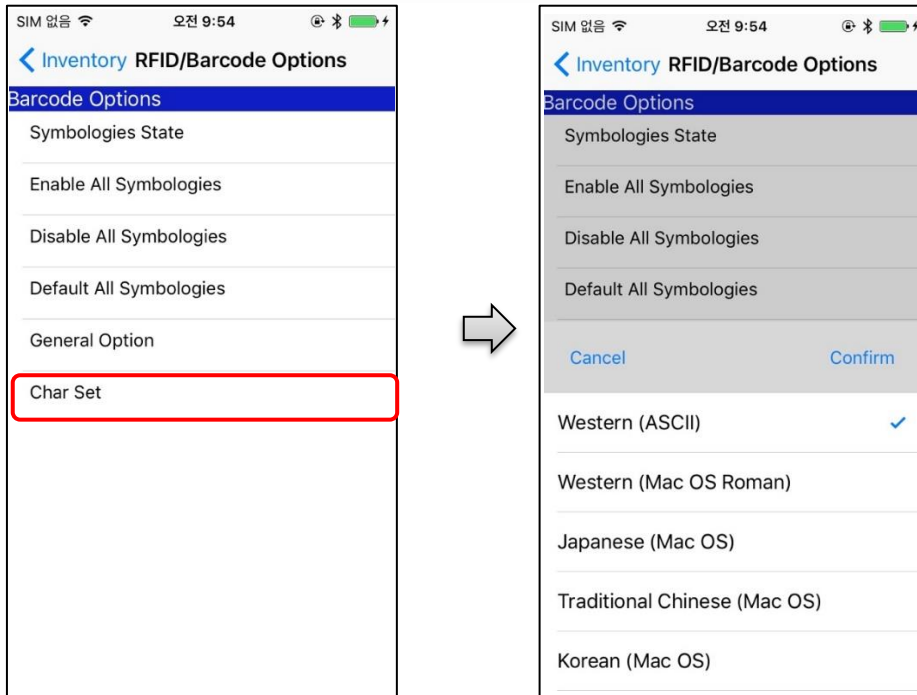 SIM 없음 오전 9:54
Inventory RFID/Barcode Options
Barcode Options
Symbologies State
Enable All Symbologies
Disable All Symbologies
Default All Symbologies
General Option
Char Set
SIM 없음 오전 9:54
Inventory RFID/Barcode Options
Barcode Options
Symbologies State
Enable All Symbologies
Disable All Symbologies
Default All Symbologies
Cancel Confirm
Western (ASCII)
Western (Mac OS Roman)
Japanese (Mac OS)
Traditional Chinese (Mac OS)
Korean (Mac OS)